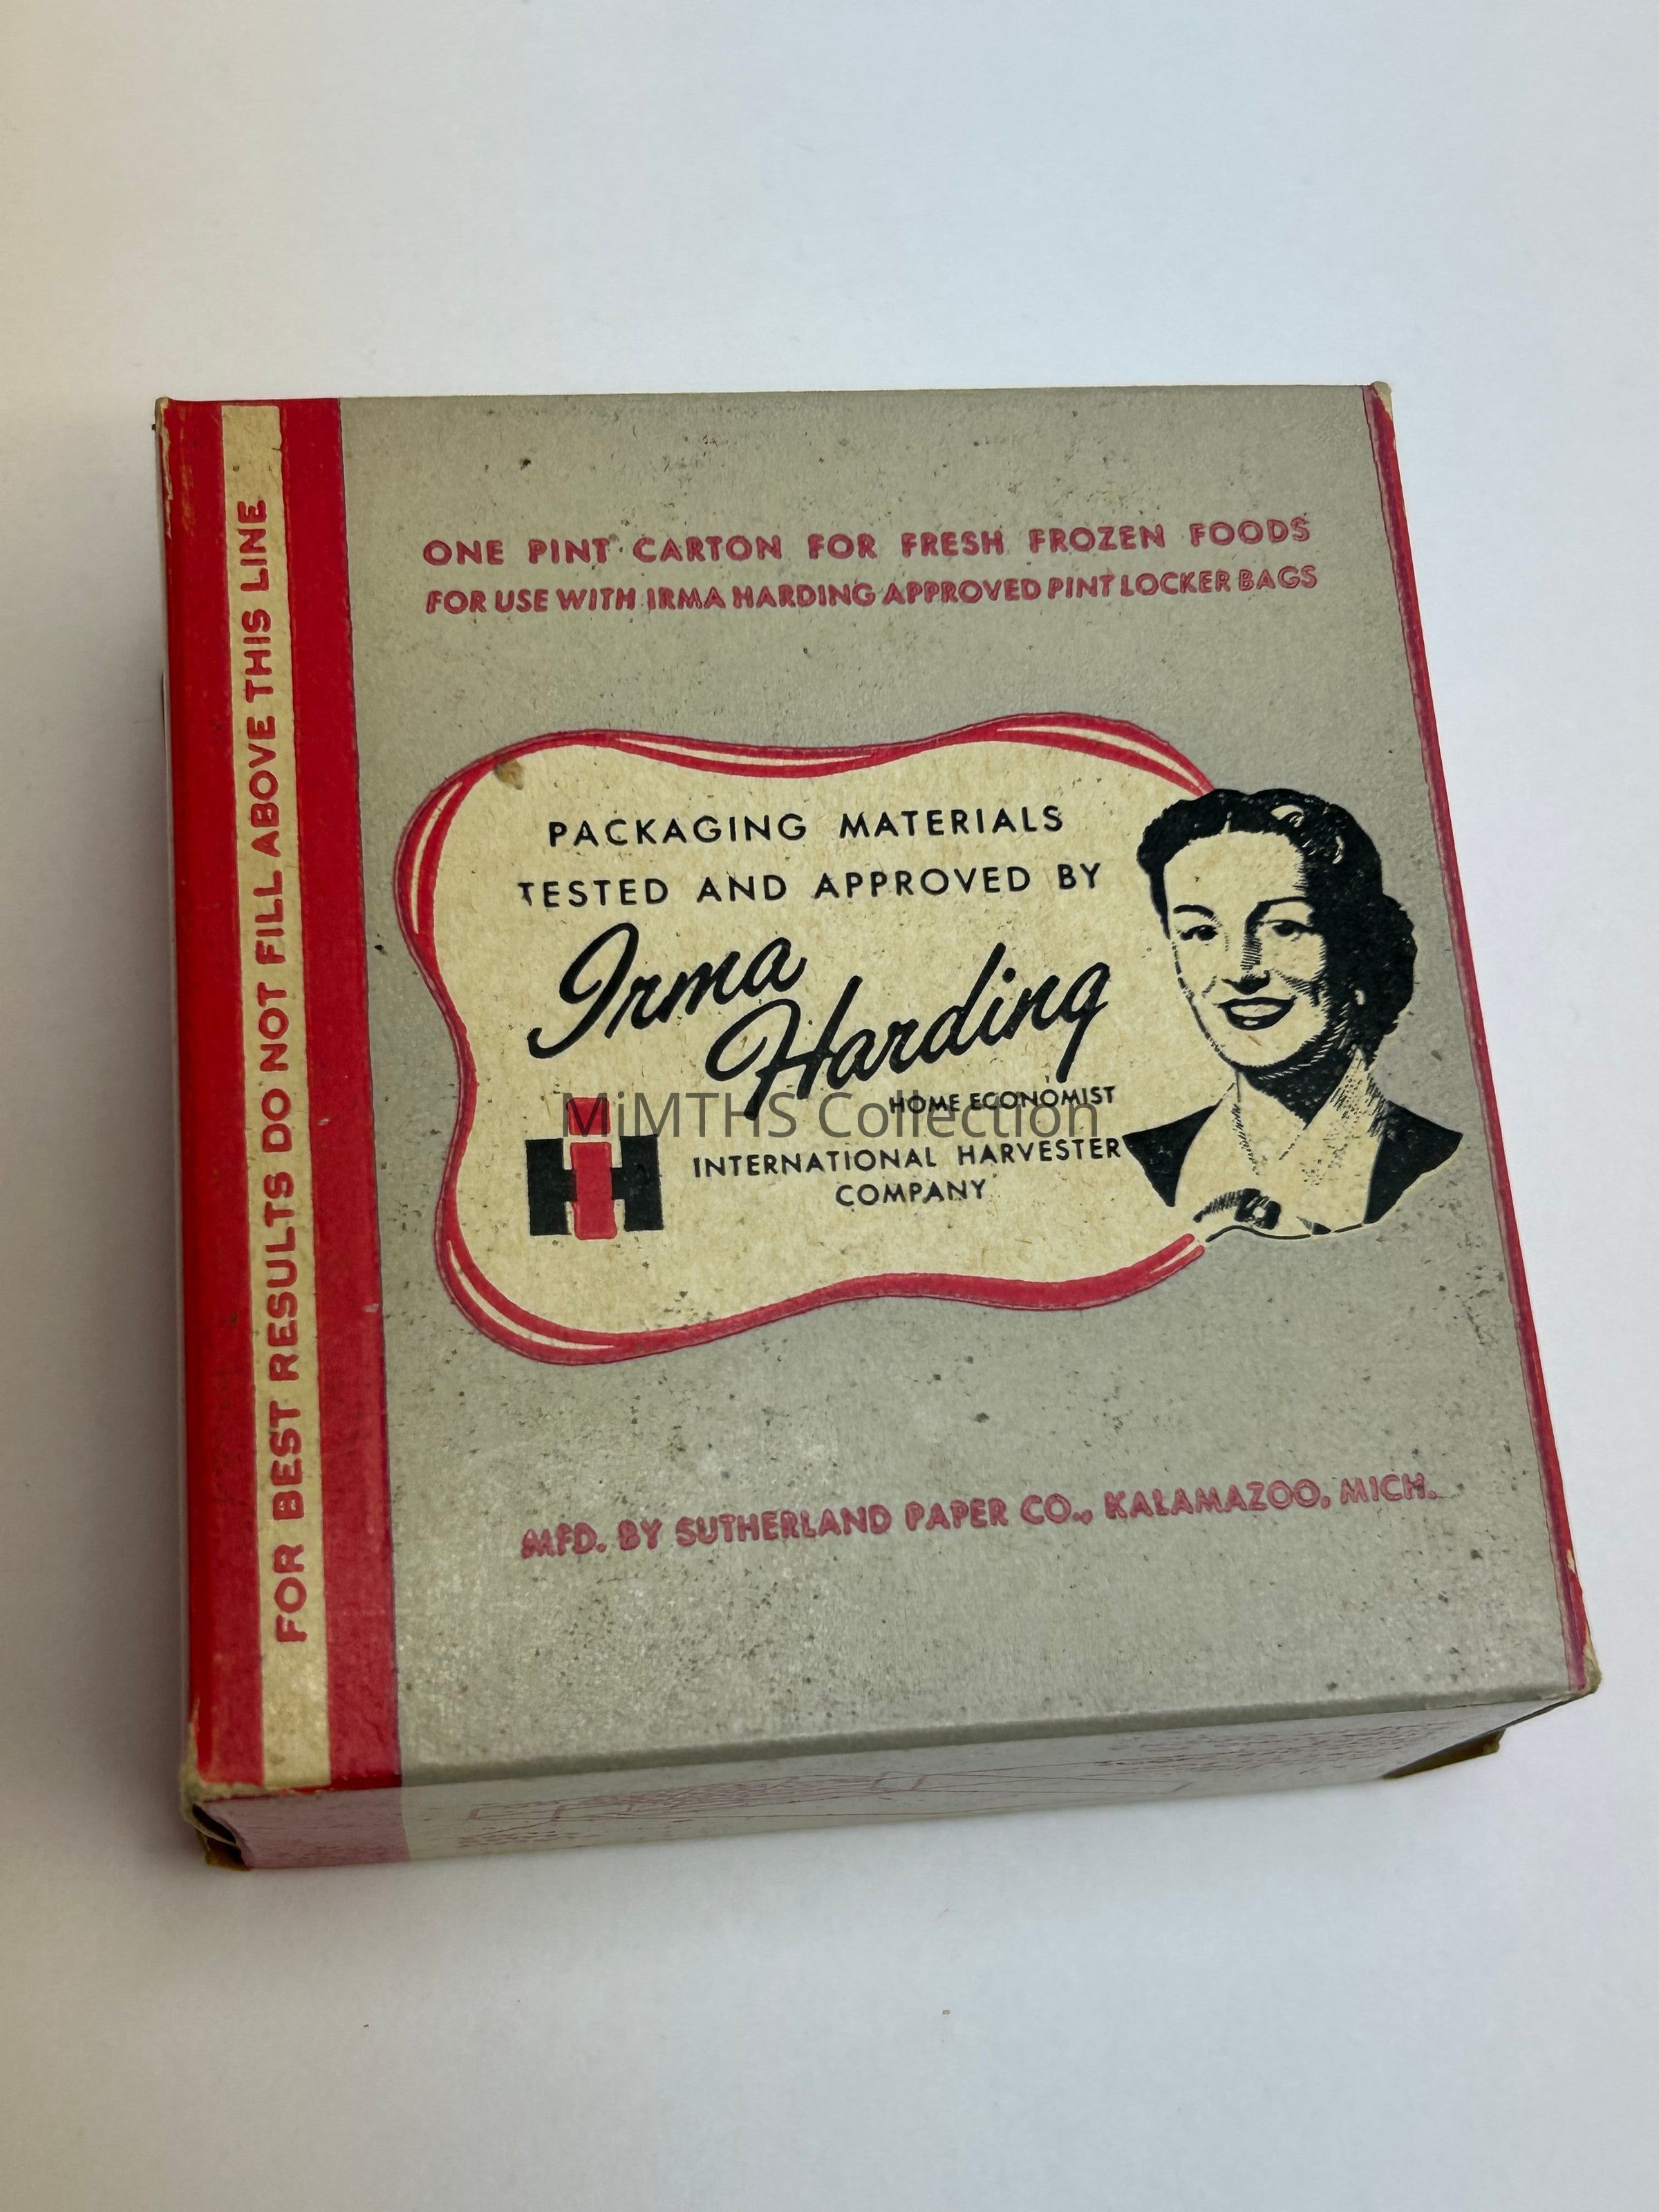 ONE PINT CARTON FOR FRESH FROZEN FOODS
FOR USE WITH IRMA HARDING APPROVED PINT LOCKER BAGS
PACKAGING MATERIALS
TESTED AND APPROVED BY
Irma
Harding
HOME ECONOMIST
INTERNATIONAL HARVESTER
COMPANY
IH
MFD. BY SUTHERLAND PAPER CO., KALAMAZOO, MICH.
FOR BEST RESULTS DO NOT FILL ABOVE THIS LINE
MiMTHS Collection